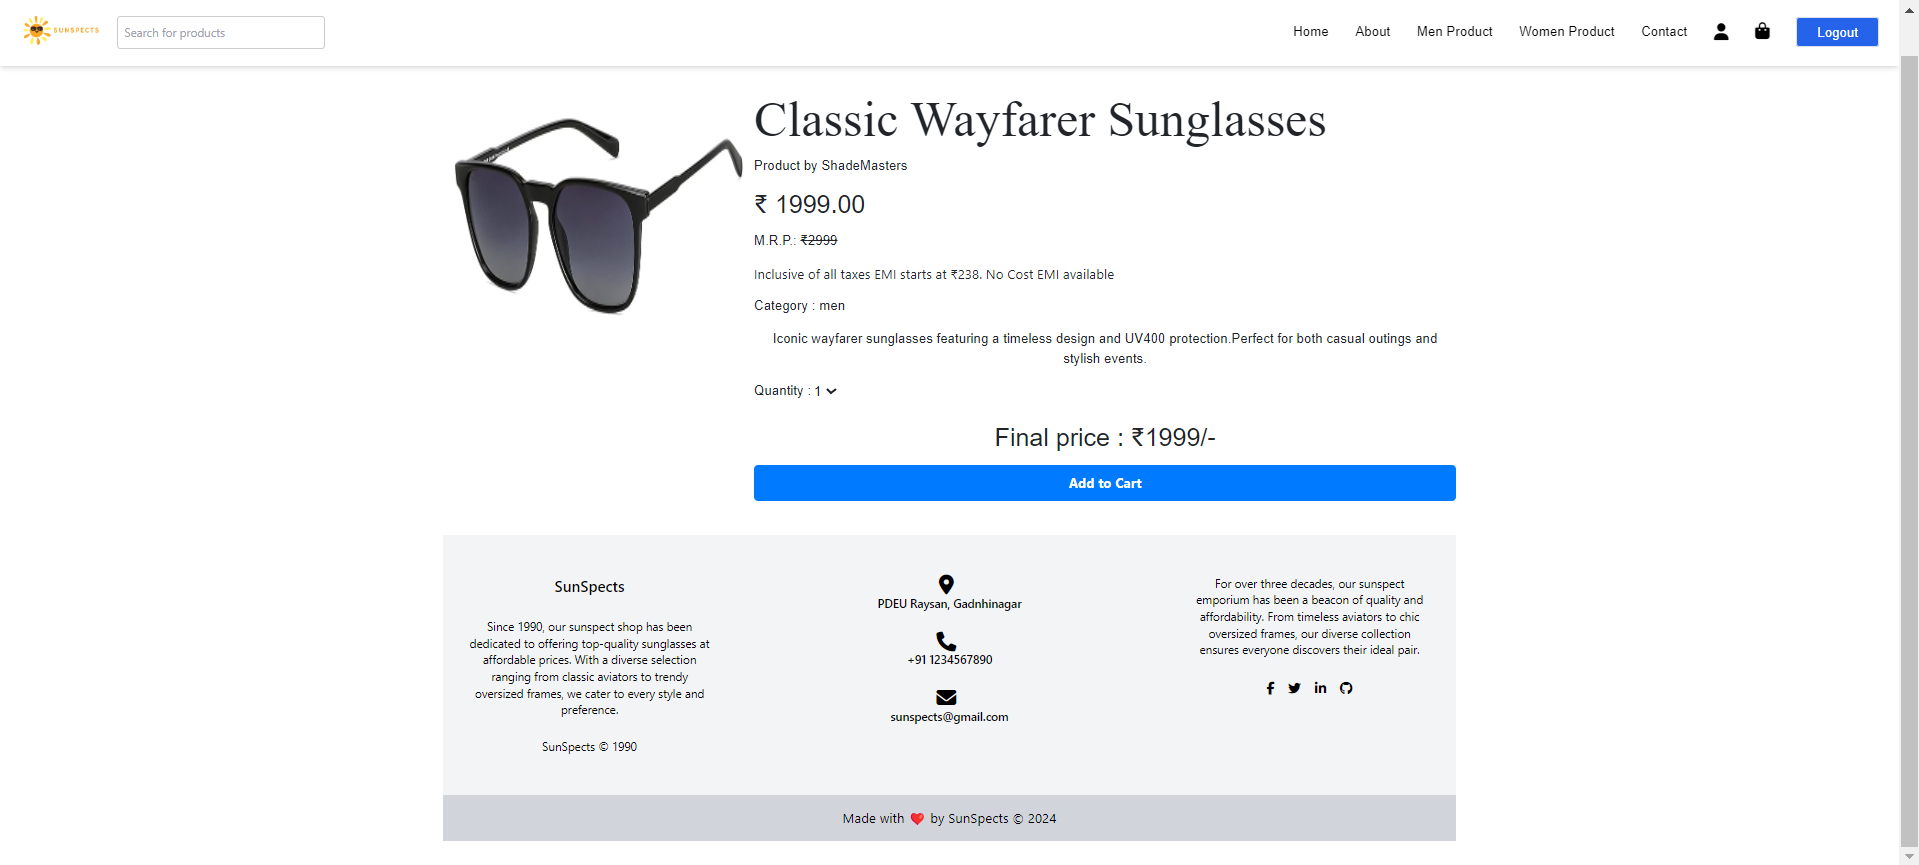 SUNSPECTS
Search for products
Home
About
Men Product
Women Product
Contact
Logout
Classic Wayfarer Sunglasses
Product by ShadeMasters
₹ 1999.00
M.R.P.: ₹2999
Inclusive of all taxes EMI starts at ₹238. No Cost EMI available
Category : men
Iconic wayfarer sunglasses featuring a timeless design and UV400 protection.Perfect for both casual outings and
stylish events.
Quantity : 1
Final price : ₹1999/-
Add to Cart
SunSpects
Since 1990, our sunspect shop has been
dedicated to offering top-quality sunglasses at
affordable prices. With a diverse selection
ranging from classic aviators to trendy
oversized frames, we cater to every style and
preference.
SunSpects © 1990
PDEU Raysan, Gadnhinagar
+91 1234567890
sunspects@gmail.com
For over three decades, our sunspect
emporium has been a beacon of quality and
affordability. From timeless aviators to chic
oversized frames, our diverse collection
ensures everyone discovers their ideal pair.
Made with ❤️ by SunSpects © 2024